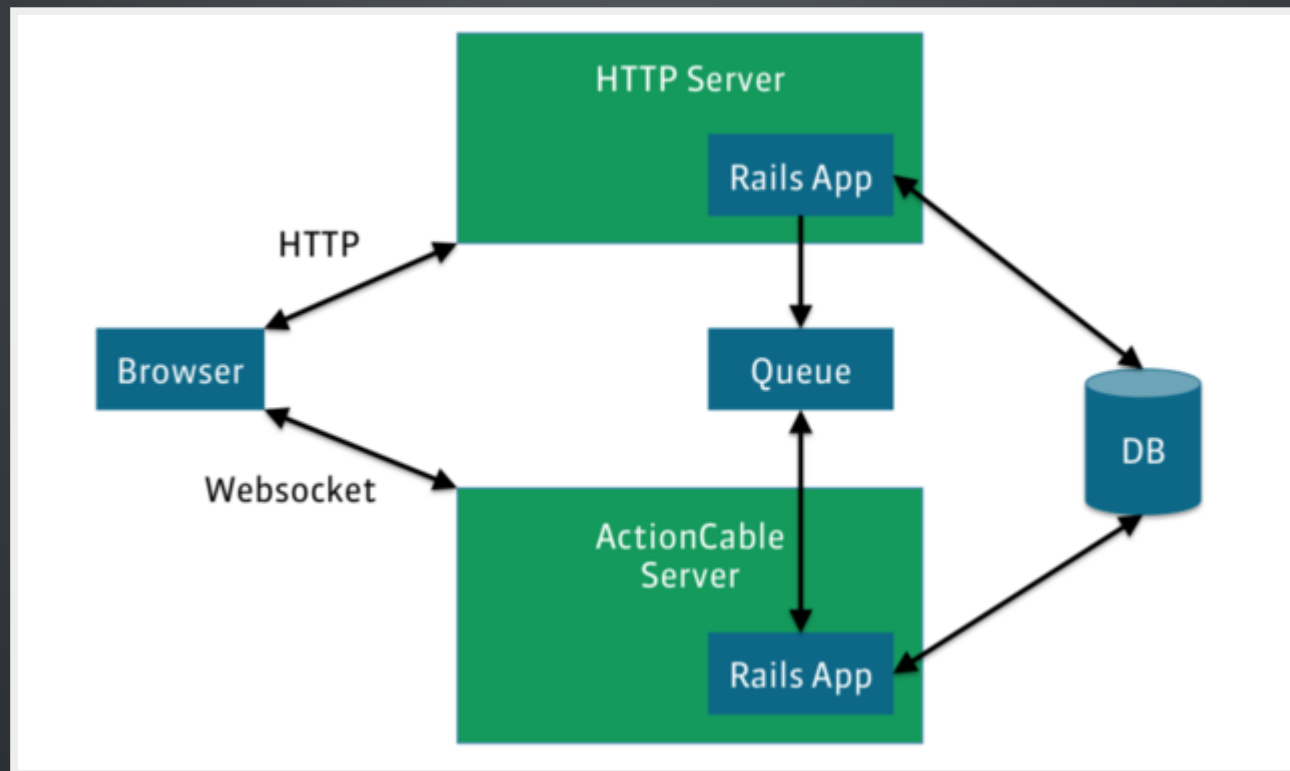 HTTP Server
Rails App
HTTP
Browser
Queue
DB
Websocket
ActionCable
Server
Rails App